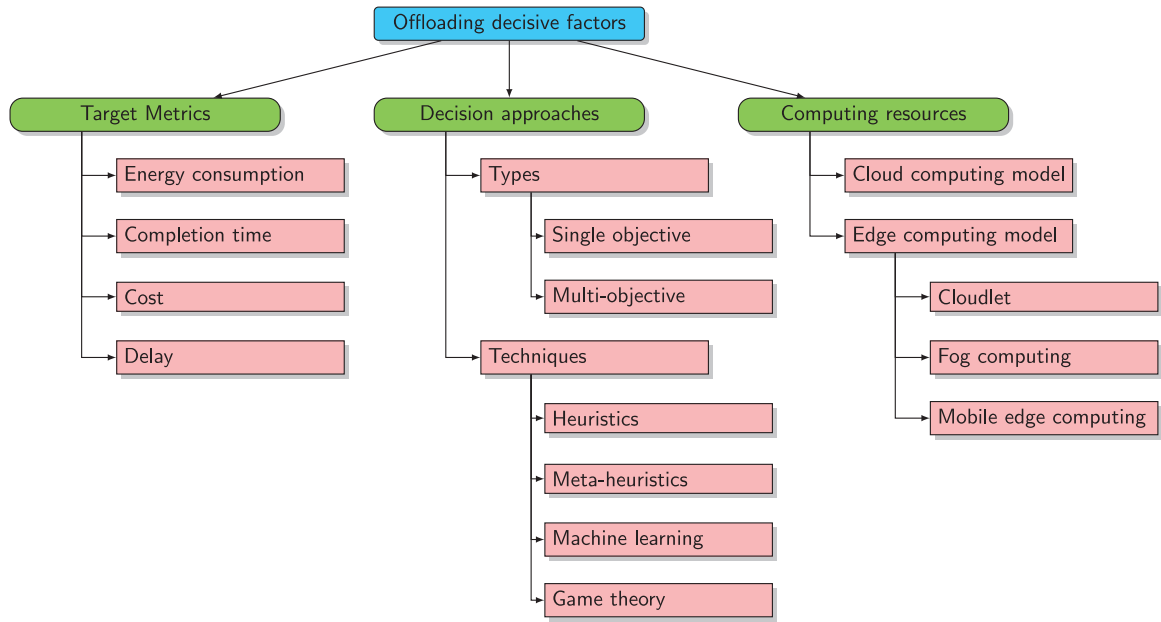 Offloading decisive factors
Target Metrics
Energy consumption
Completion time
Cost
Delay
Decision approaches
Types
Single objective
Multi-objective
Techniques
Heuristics
Meta-heuristics
Machine learning
Game theory
Computing resources
Cloud computing model
Edge computing model
Cloudlet
Fog computing
Mobile edge computing